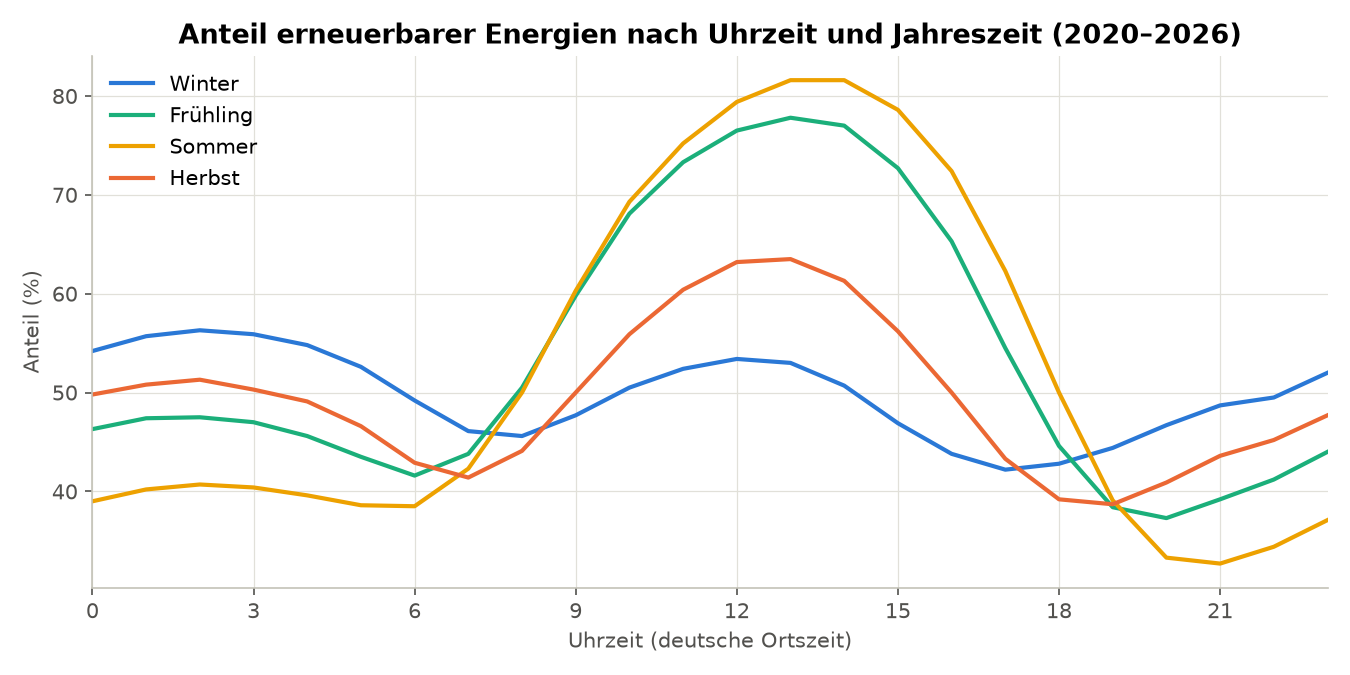 Anteil erneuerbarer Energien nach Uhrzeit und Jahreszeit (2020–2026)
Winter
Frühling
Sommer
Herbst
Anteil (%)
80
70
60
50
40
0 3 6 9 12 15 18 21
Uhrzeit (deutsche Ortszeit)